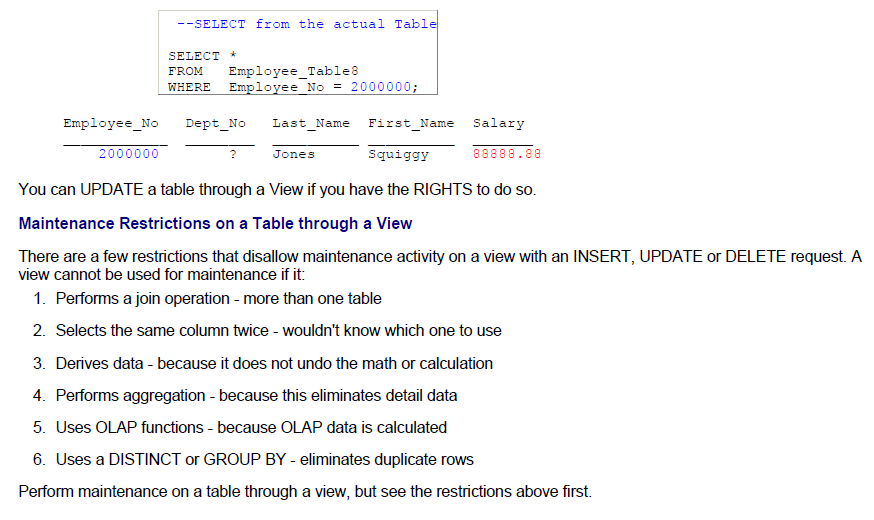 --SELECT from the actual Table
SELECT *
FROM Employee_Table8
WHERE Employee_No = 2000000;
Employee_No Dept_No Last_Name First_Name Salary
2000000 ? Jones Squiggy 88888.88
You can UPDATE a table through a View if you have the RIGHTS to do so.
Maintenance Restrictions on a Table through a View
There are a few restrictions that disallow maintenance activity on a view with an INSERT, UPDATE or DELETE request. A
view cannot be used for maintenance if it:
1. Performs a join operation - more than one table
2. Selects the same column twice - wouldn't know which one to use
3. Derives data - because it does not undo the math or calculation
4. Performs aggregation - because this eliminates detail data
5. Uses OLAP functions - because OLAP data is calculated
6. Uses a DISTINCT or GROUP BY - eliminates duplicate rows
Perform maintenance on a table through a view, but see the restrictions above first.